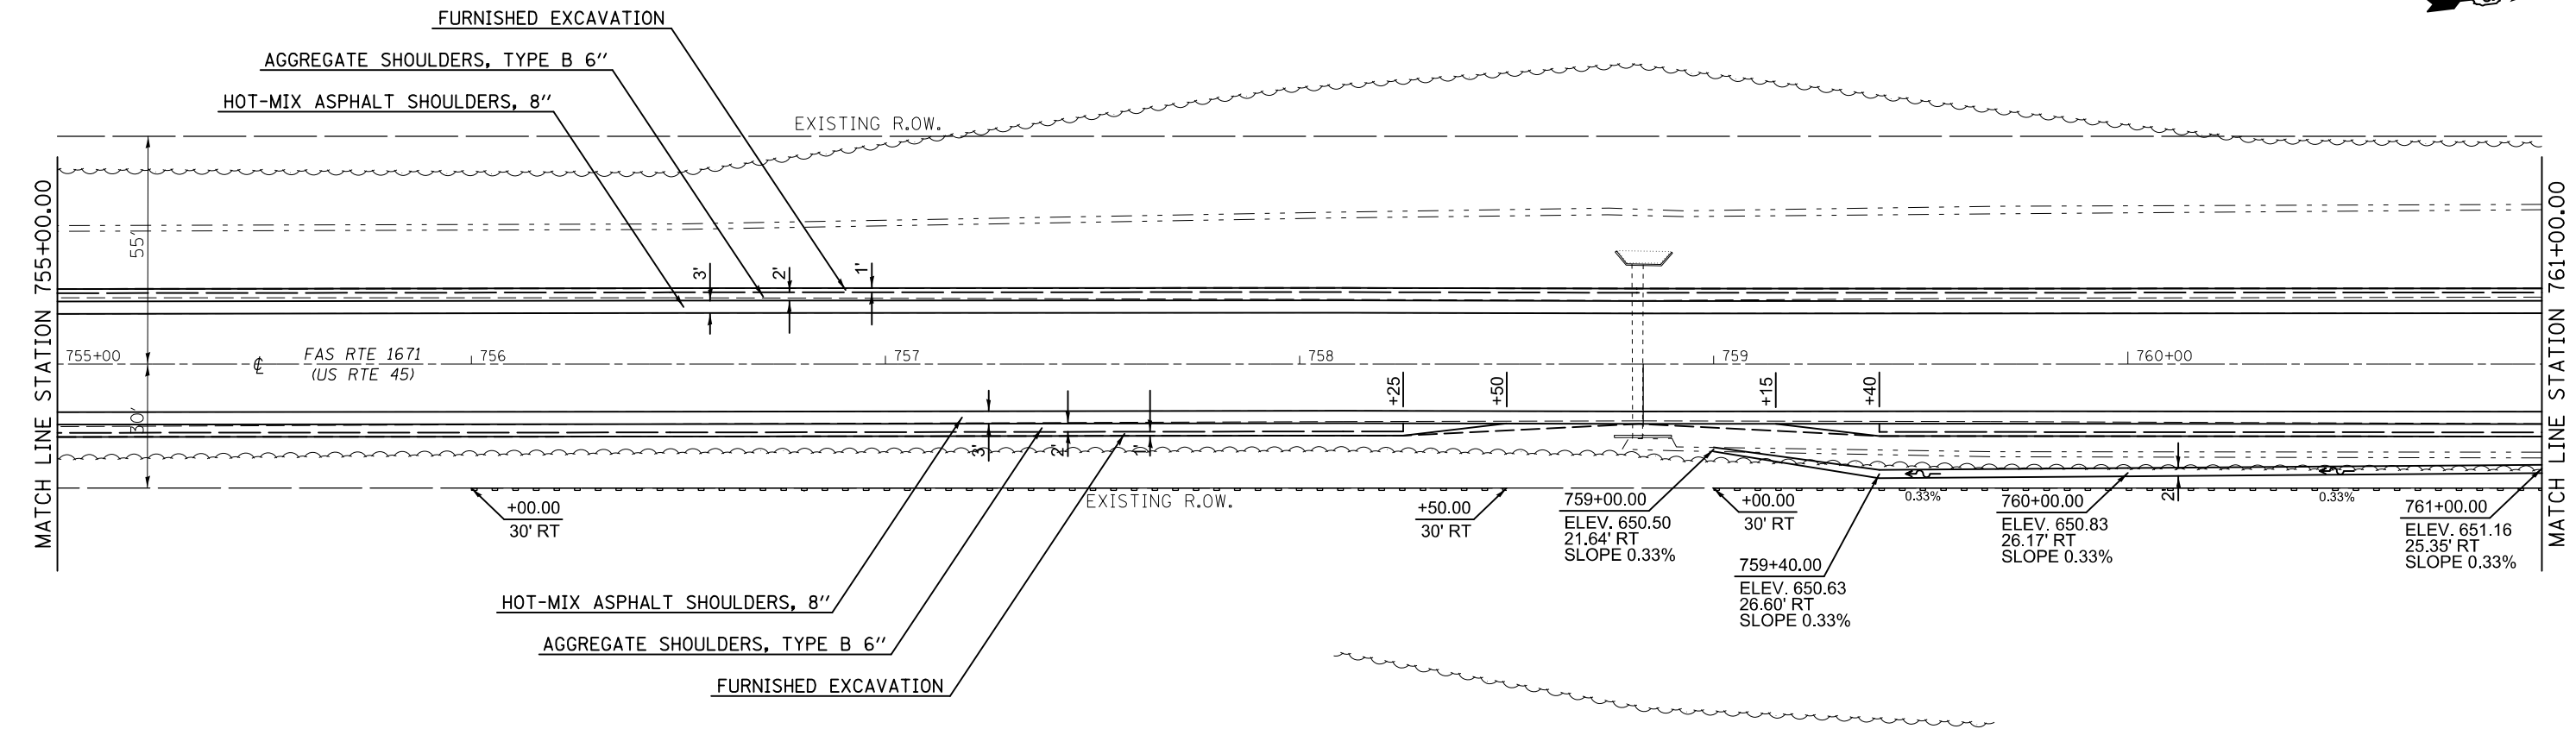 FURNISHED EXCAVATION
AGGREGATE SHOULDERS, TYPE B 6"
HOT-MIX ASPHALT SHOULDERS, 8"
EXISTING R.OW.
MATCH LINE STATION 755+00.00
55'
3'
2'
1'
MATCH LINE STATION 761+00.00
755+00
FAS RTE 1671
(US RTE 45)
756
757
758
759
760+00
30'
+25
+50
+15
+40
3'
2'
1'
EXISTING R.OW.
+00.00
30' RT
+50.00
30' RT
759+00.00
ELEV. 650.50
21.64' RT
SLOPE 0.33%
+00.00
30' RT
759+40.00
ELEV. 650.63
26.60' RT
SLOPE 0.33%
0.33%
760+00.00
ELEV. 650.83
26.17' RT
SLOPE 0.33%
2'
0.33%
761+00.00
ELEV. 651.16
25.35' RT
SLOPE 0.33%
HOT-MIX ASPHALT SHOULDERS, 8"
AGGREGATE SHOULDERS, TYPE B 6"
FURNISHED EXCAVATION